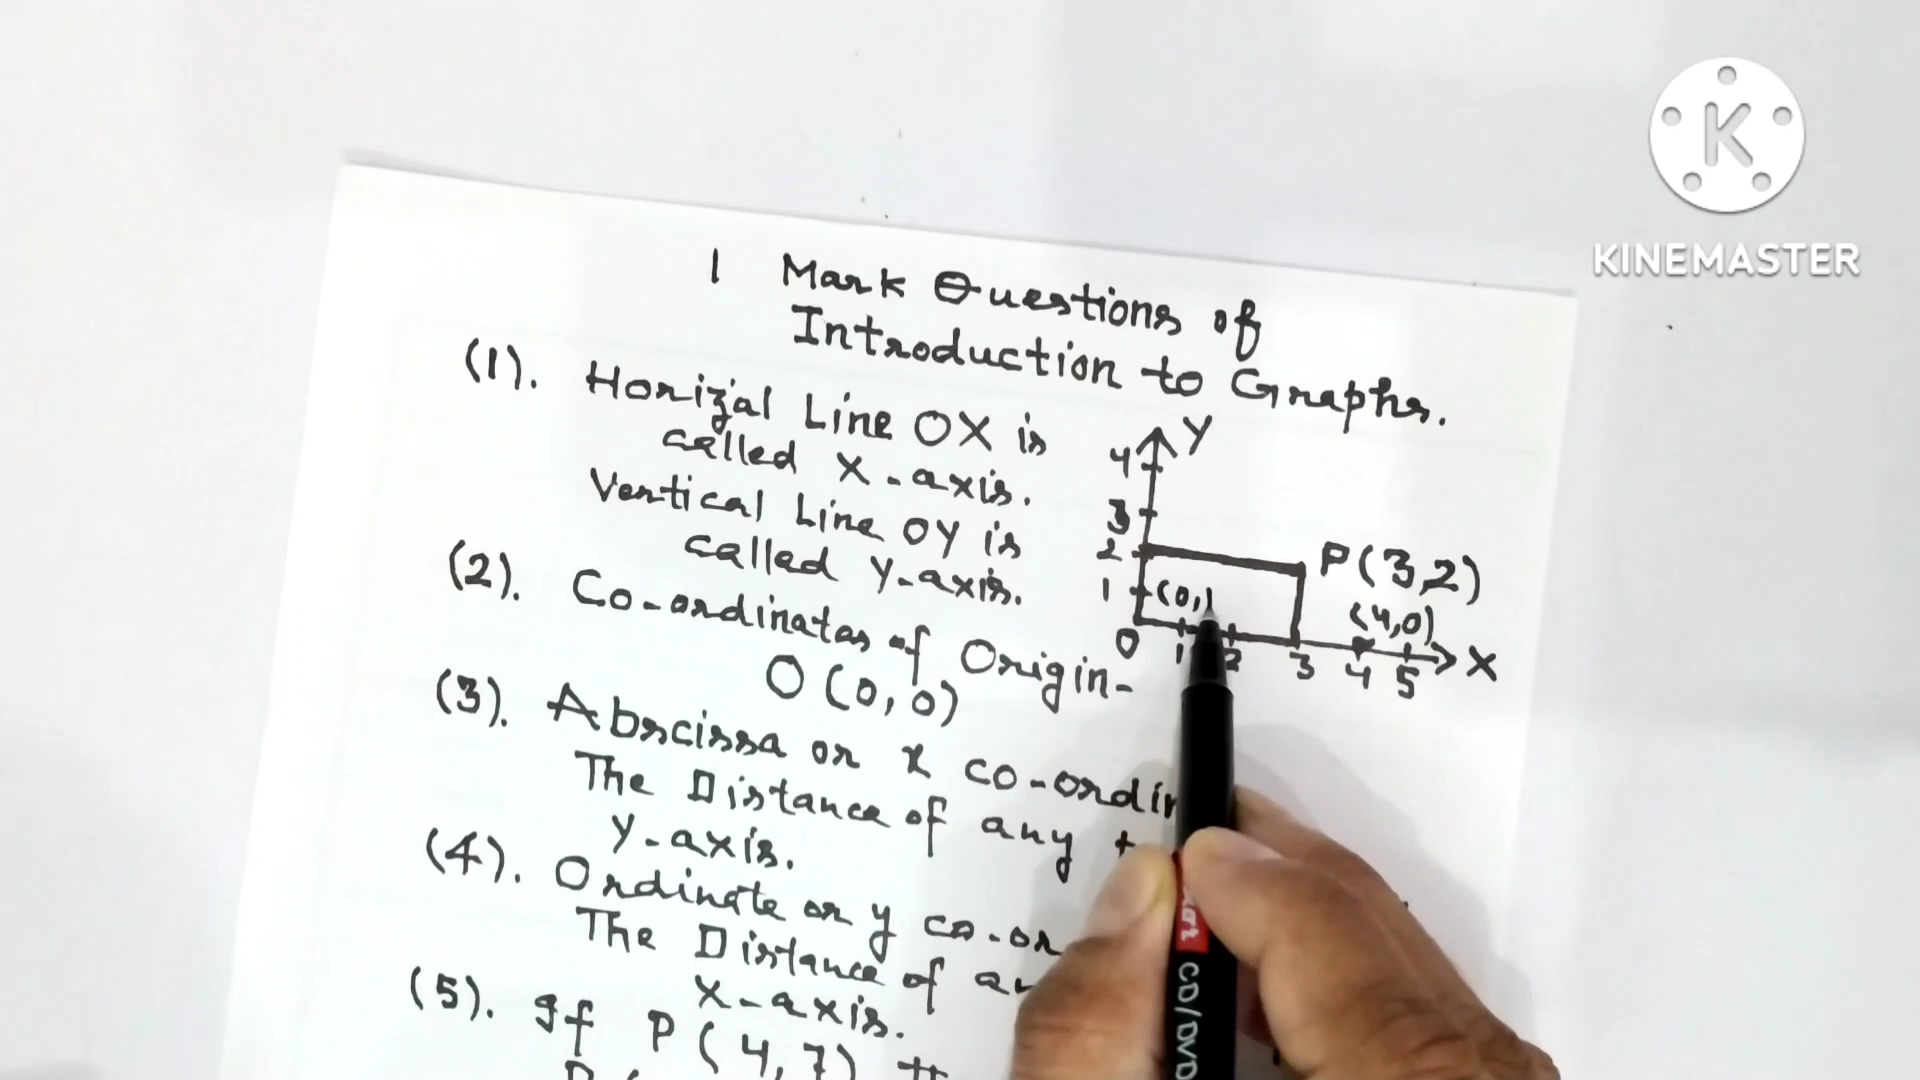 KINEMASTER
1 Mark Questions of
Introduction to Graphs.
(1). Horizal Line OX is
called X-axis.
Vertical Line OY is
called Y-axis.
(2). Co-ordinates of Origin-
O (0,0)
(3). Abscissa or x co-ordin
The Distance of any
Y-axis.
(4). Ordinate or y co-or
The Distance of
X-axis.
(5). If P(4,7)
Y
4
3
2
1
0
1
2
3
4
5
X
P(3,2)
(4,0)
(0,1
CD/DVD